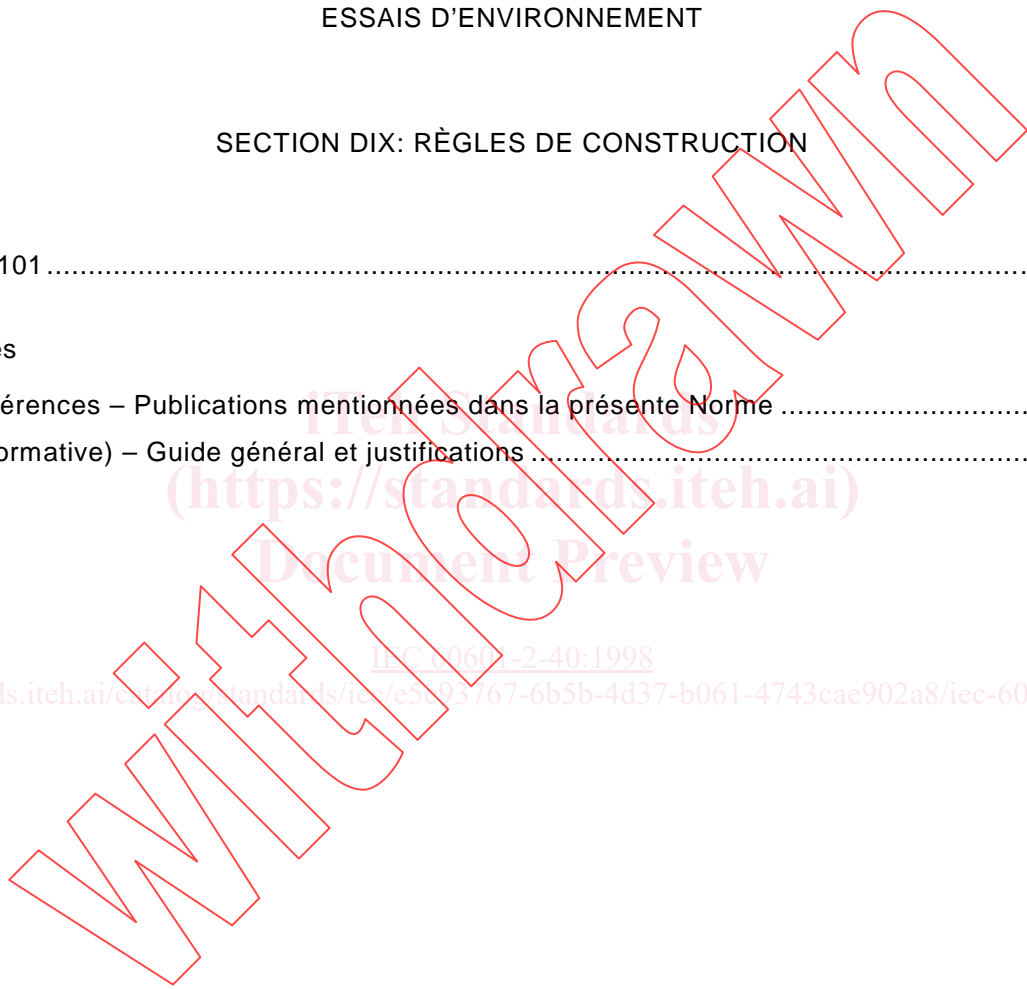 ESSAIS D’ENVIRONNEMENT
SECTION DIX: RÈGLES DE CONSTRUCTION
101 ........................................................................................................................
es
érences – Publications mentionnées dans la présente Norme ..............................
iTeh Standards
ormative) – Guide général et justifications ............................................................
(https://standards.iteh.ai)
Document Preview
IEC 60601-2-40:1998
ds.iteh.ai/catalog/standards/iec/e5c93767-6b5b-4d37-b061-4743cae902a8/iec-60
withdrawn